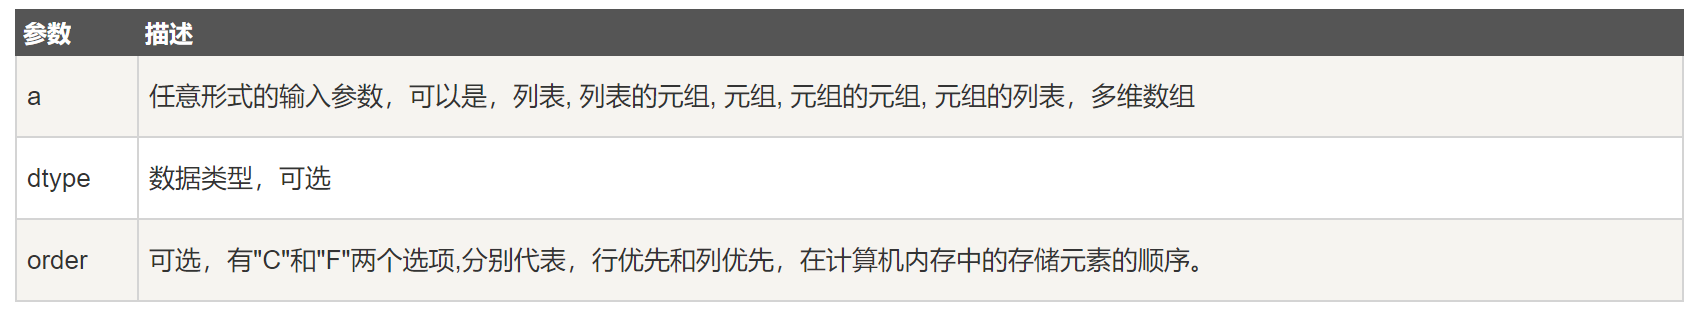 参数 描述
a 任意形式的输入参数，可以是，列表, 列表的元组, 元组, 元组的元组, 元组的列表，多维数组
dtype 数据类型，可选
order 可选，有"C"和"F"两个选项,分别代表，行优先和列优先，在计算机内存中的存储元素的顺序。